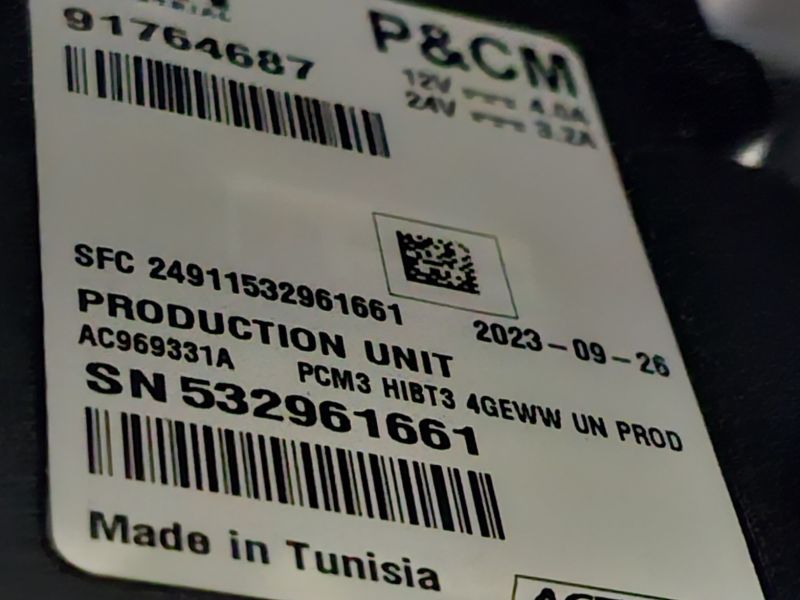 91764687
P&CM
12V 4.0A
24V 3.2A
SFC 24911532961661
2023-09-26
PRODUCTION UNIT
AC969331A PCM3 HIBT3 4GEWW UN PROD
SN 532961661
Made in Tunisia